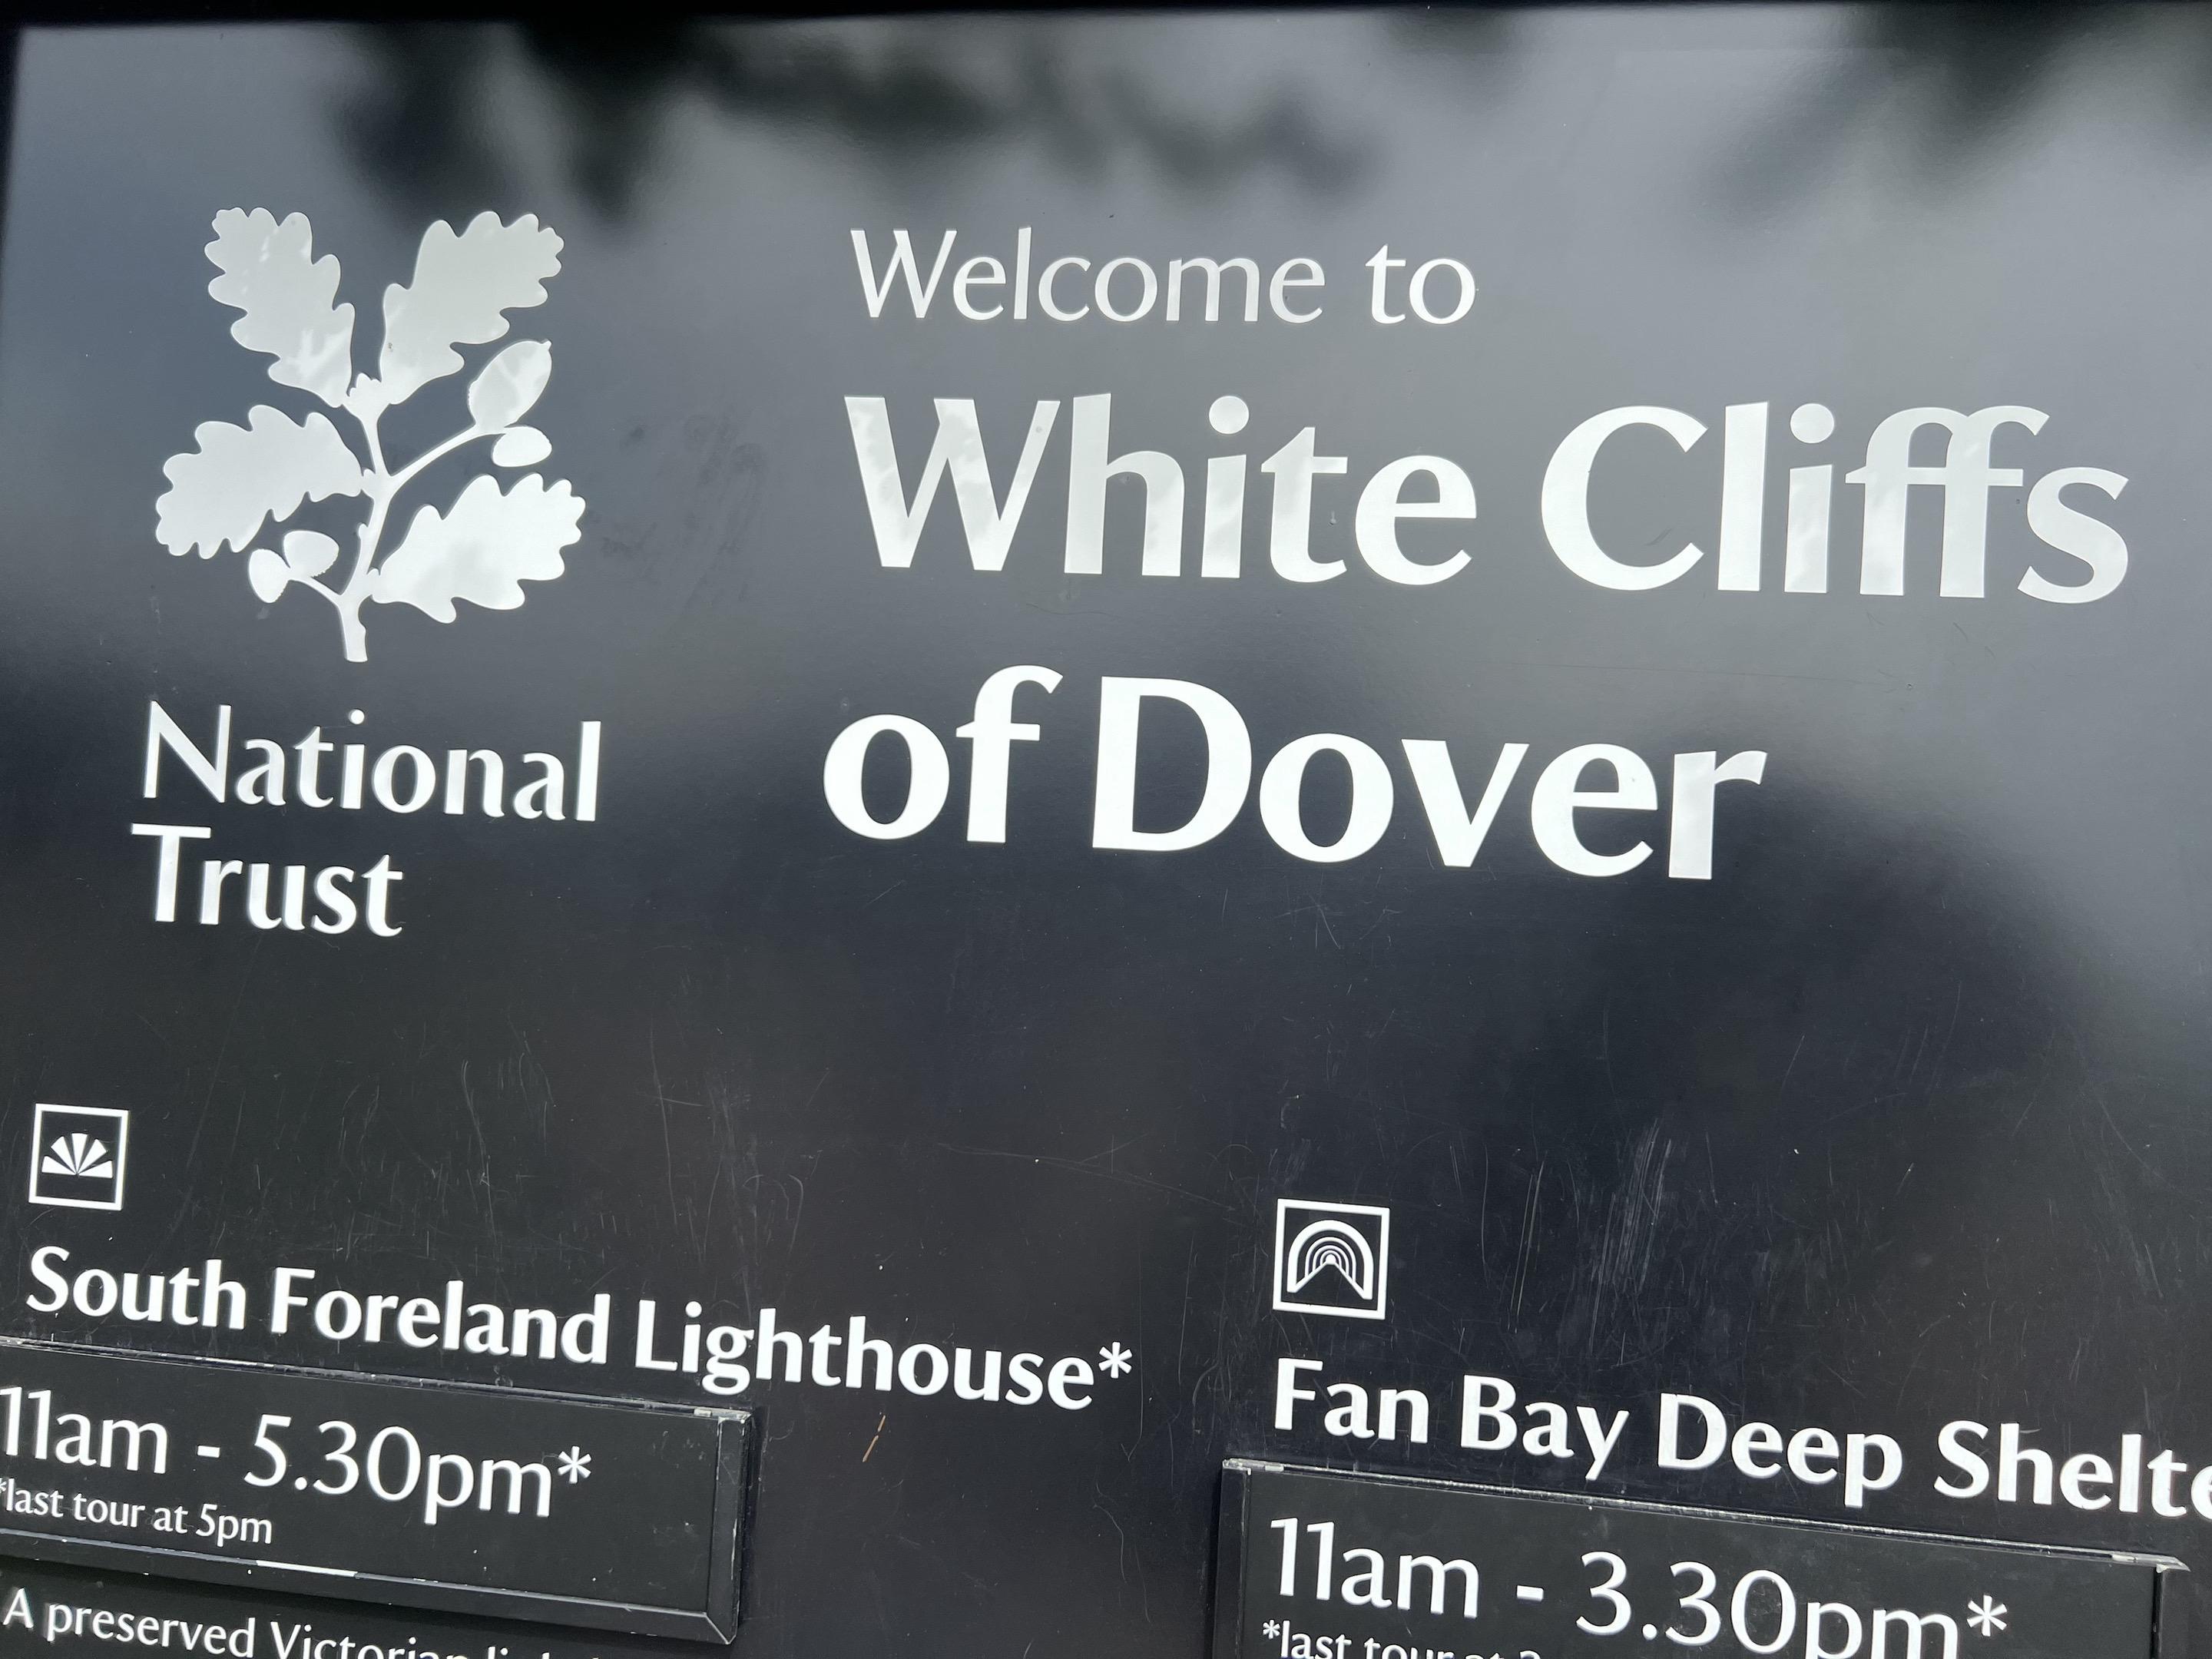 Welcome to
White Cliffs
of Dover
National
Trust
South Foreland Lighthouse*
11am - 5.30pm*
*last tour at 5pm
A preserved Victorian
Fan Bay Deep
11am - 3.30pm*
*last tour at